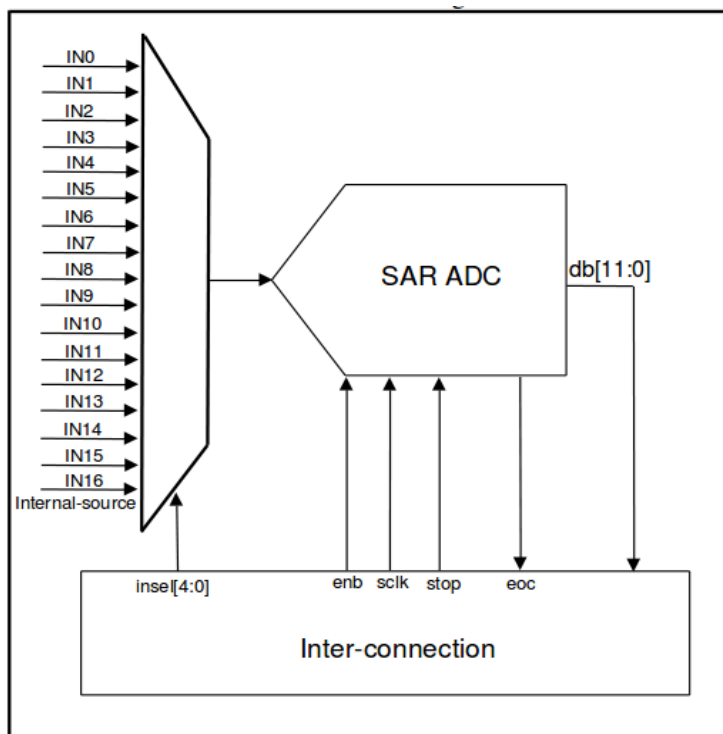 IN0
IN1
IN2
IN3
IN4
IN5
IN6
IN7
IN8
IN9
IN10
IN11
IN12
IN13
IN14
IN15
IN16
Internal-source
SAR ADC
db[11:0]
insel[4:0]
enb
sclk
stop
eoc
Inter-connection